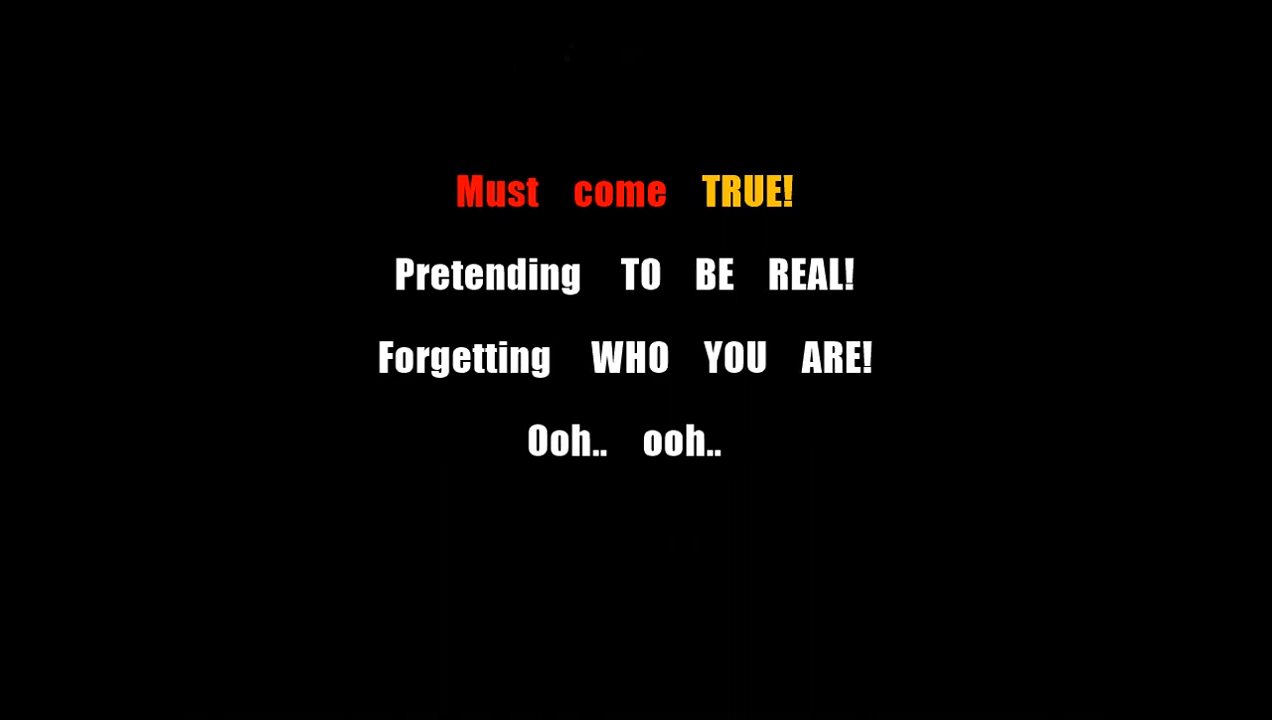 Must come TRUE!
Pretending TO BE REAL!
Forgetting WHO YOU ARE!
Ooh.. ooh..